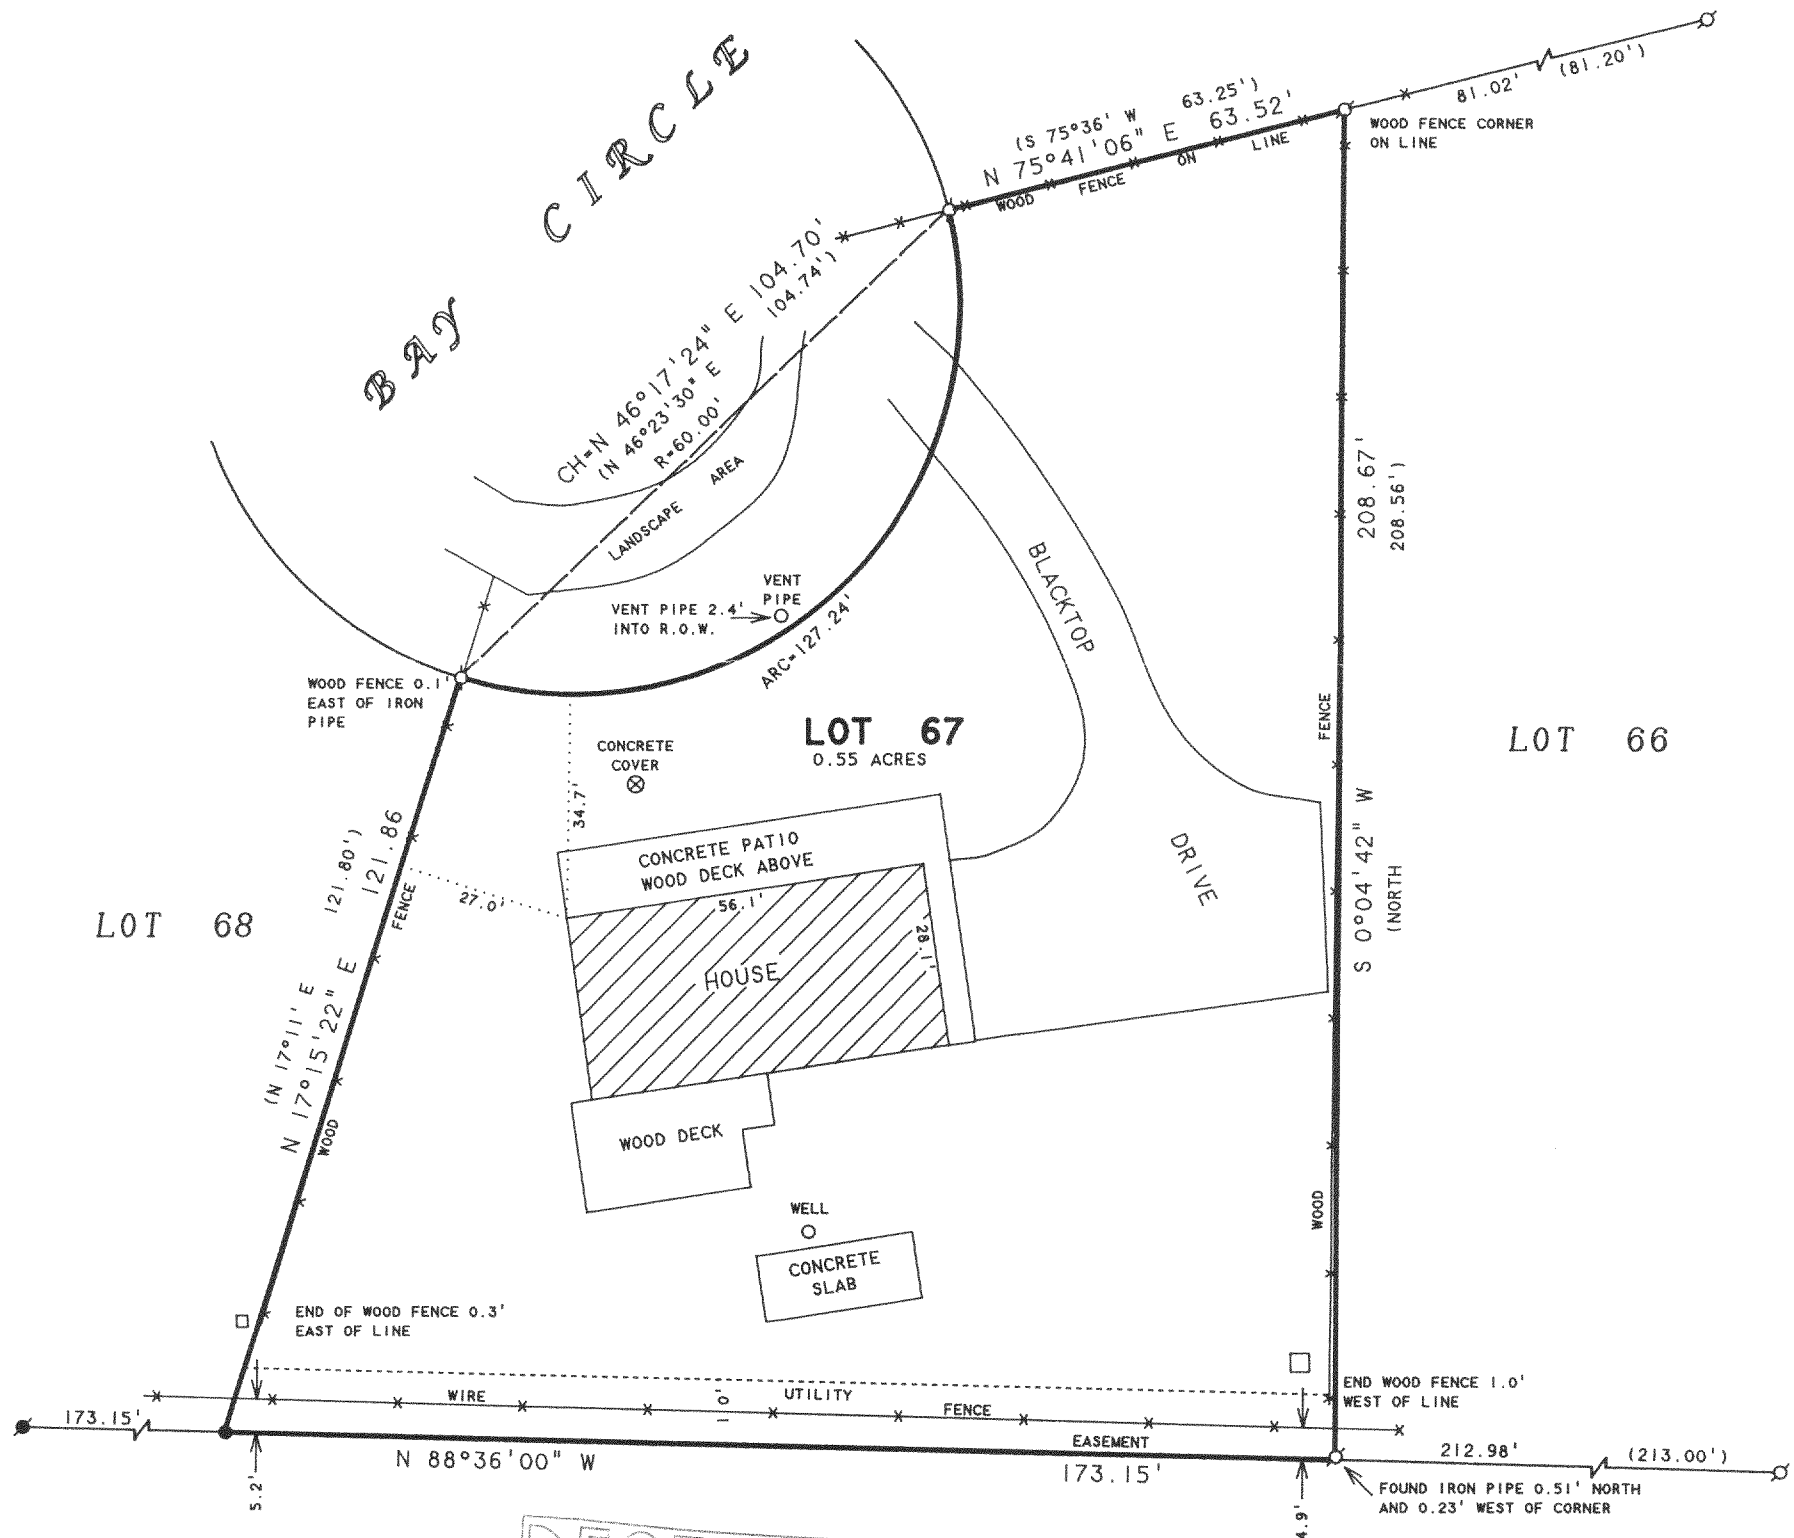 BAY CIRCLE
(81.20')
81.02'
(S 75°36' W 63.25')
N 75°41'06" E 63.52'
WOOD FENCE ON LINE
WOOD FENCE CORNER
ON LINE
CH=N 46°17'24" E 104.70'
(N 46°23'30" E 104.74')
R=60.00'
LANDSCAPE AREA
VENT
PIPE
VENT PIPE 2.4'
INTO R.O.W.
ARC=127.24'
BLACKTOP
DRIVE
208.67'
208.56')
S 0°04'42" W
(NORTH
FENCE
WOOD
WOOD FENCE 0.1'
EAST OF IRON
PIPE
LOT 67
0.55 ACRES
LOT 66
LOT 68
CONCRETE
COVER
34.7'
27.0'
CONCRETE PATIO
WOOD DECK ABOVE
56.1'
28.1'
HOUSE
121.80')
121.86
(N 17°11' E
N 17°15'22" E
FENCE
WOOD
WOOD DECK
WELL
CONCRETE
SLAB
END OF WOOD FENCE 0.3'
EAST OF LINE
END WOOD FENCE 1.0'
WEST OF LINE
WIRE FENCE
10'
UTILITY
EASEMENT
173.15'
N 88°36'00" W
173.15'
212.98'
(213.00')
5.2'
4.9'
FOUND IRON PIPE 0.51' NORTH
AND 0.23' WEST OF CORNER